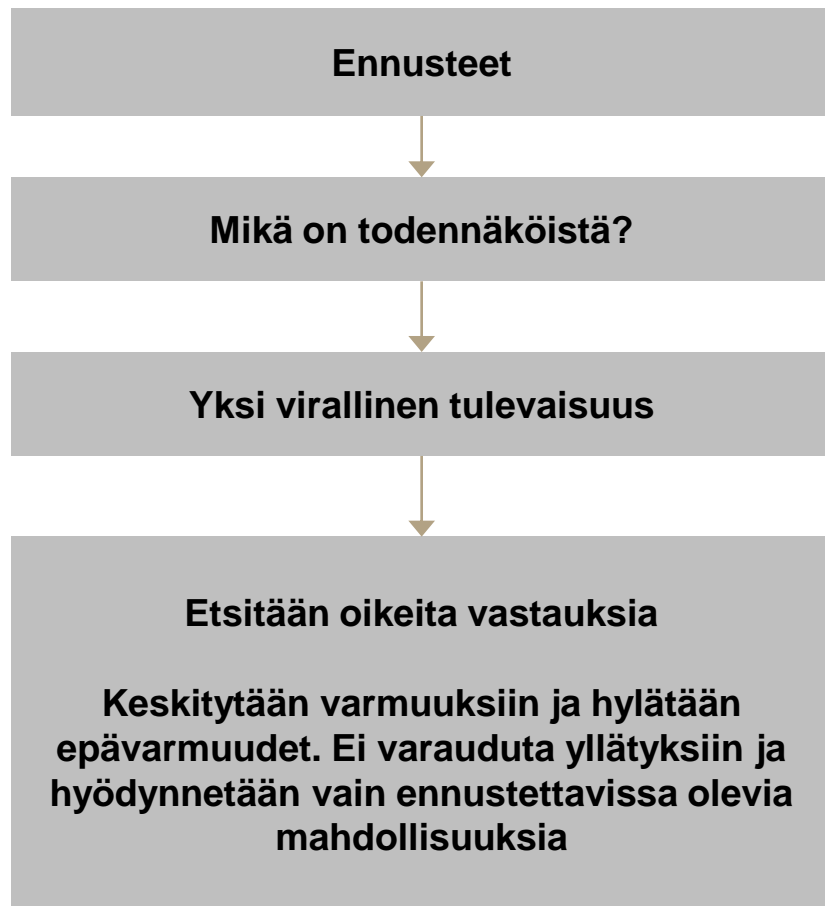 Ennusteet
Mikä on todennäköistä?
Yksi virallinen tulevaisuus
Etsitään oikeita vastauksia
Keskitytään varmuuksiin ja hylätään
epävarmuudet. Ei varauduta yllätyksiin ja
hyödynnetään vain ennustettavissa olevia
mahdollisuuksia